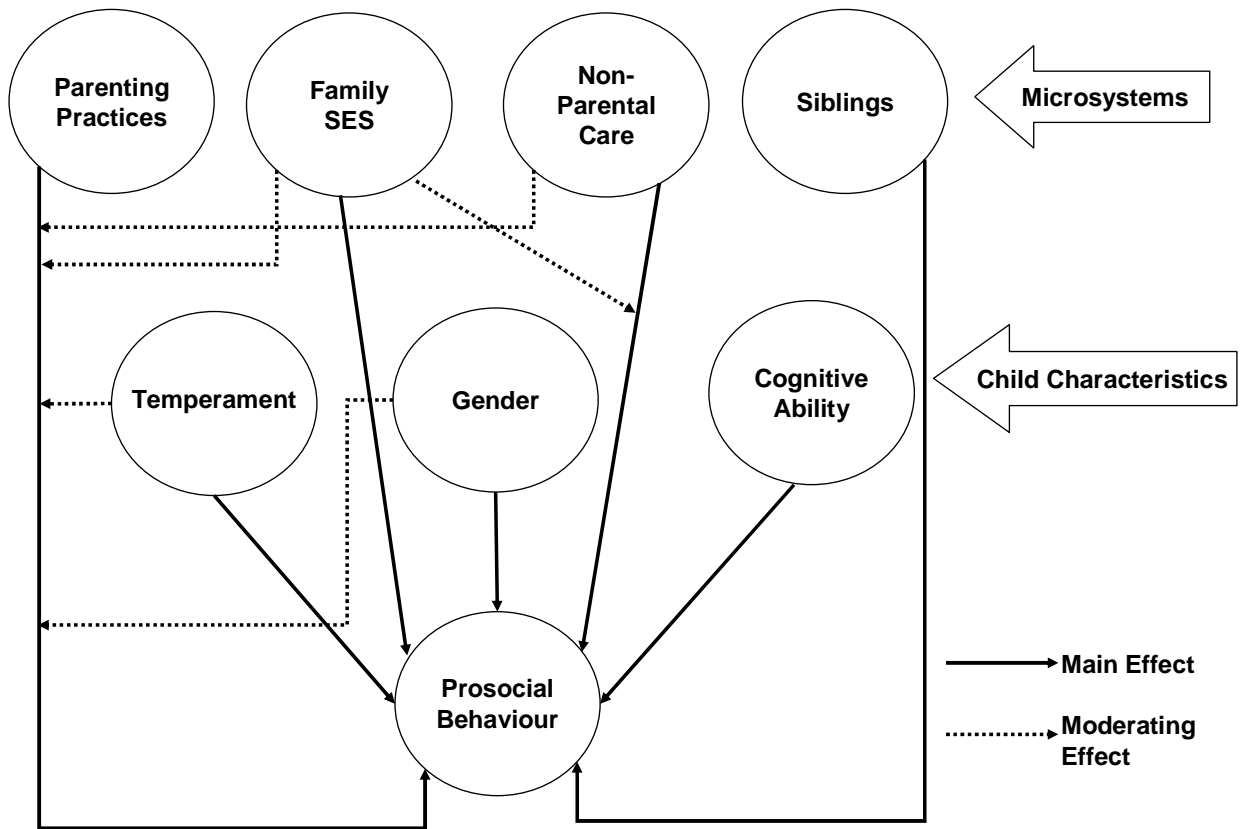 Parenting
Practices
Family
SES
Non-
Parental
Care
Siblings
Microsystems
Temperament
Gender
Cognitive
Ability
Child Characteristics
Prosocial
Behaviour
Main Effect
Moderating
Effect